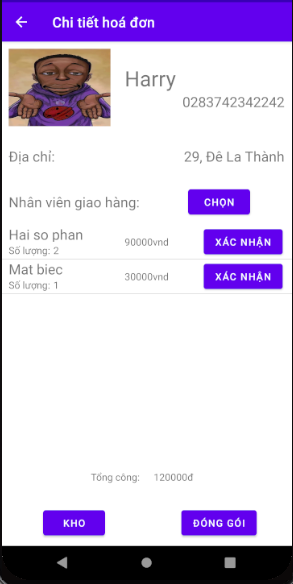 Chi tiết hoá đơn
Harry
0283742342242
Địa chỉ: 29, Đê La Thành
Nhân viên giao hàng: CHỌN
Hai so phan 90000vnd XÁC NHẬN
Số lượng: 2
Mat biec 30000vnd XÁC NHẬN
Số lượng: 1
Tổng công: 120000đ
KHO ĐÓNG GÓI